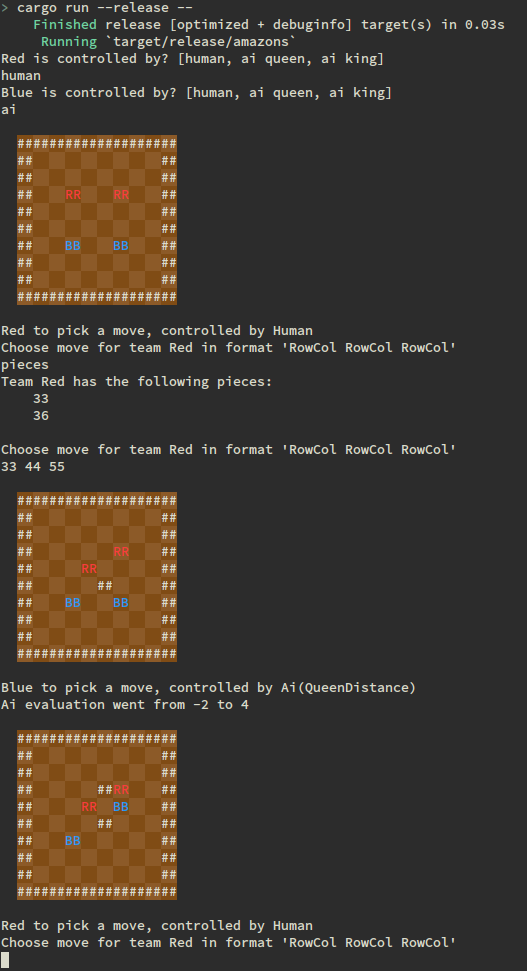 > cargo run --release --
    Finished release [optimized + debuginfo] target(s) in 0.03s
     Running `target/release/amazons`
Red is controlled by? [human, ai queen, ai king]
human
Blue is controlled by? [human, ai queen, ai king]
ai

  ####################
  ##                ##
  ##                ##
  ##    RR    RR    ##
  ##                ##
  ##                ##
  ##    BB    BB    ##
  ##                ##
  ##                ##
  ####################

Red to pick a move, controlled by Human
Choose move for team Red in format 'RowCol RowCol RowCol'
pieces
Team Red has the following pieces:
    33
    36

Choose move for team Red in format 'RowCol RowCol RowCol'
33 44 55

  ####################
  ##                ##
  ##                ##
  ##          RR    ##
  ##      RR        ##
  ##        ##      ##
  ##    BB    BB    ##
  ##                ##
  ##                ##
  ####################

Blue to pick a move, controlled by Ai(QueenDistance)
Ai evaluation went from -2 to 4

  ####################
  ##                ##
  ##                ##
  ##        ##RR    ##
  ##      RR  BB    ##
  ##        ##      ##
  ##    BB          ##
  ##                ##
  ##                ##
  ####################

Red to pick a move, controlled by Human
Choose move for team Red in format 'RowCol RowCol RowCol'